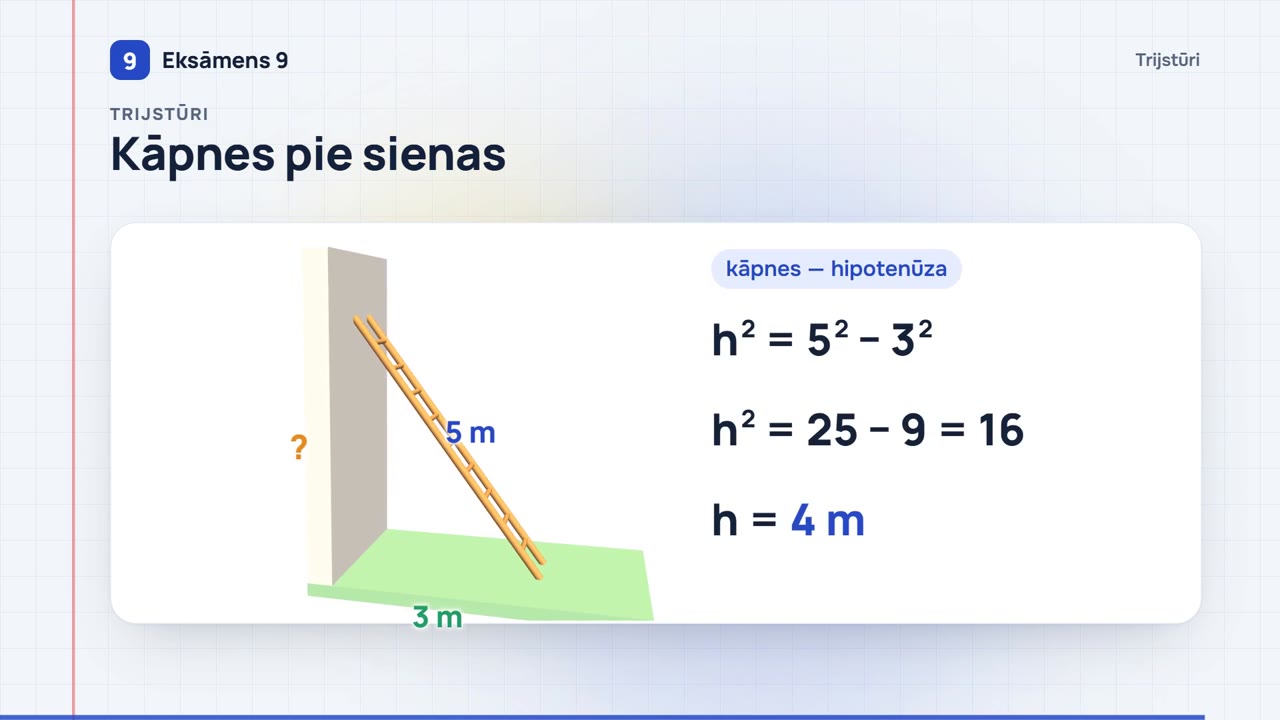 9 Eksāmens 9
Trijstūri
TRIJSTŪRI
Kāpnes pie sienas
kāpnes — hipotenūza
h² = 5² − 3²
h² = 25 − 9 = 16
h = 4 m
5 m
?
3 m